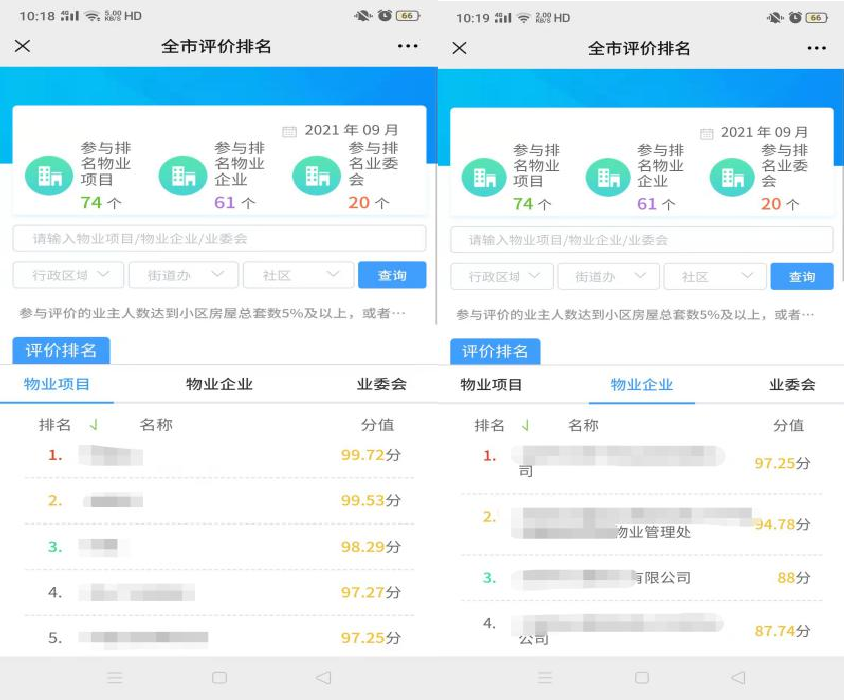 10:18 5.00 KB/S HD 66
全市评价排名
2021 年 09 月
参与排名物业项目
74 个
参与排名物业企业
61 个
参与排名业委会
20 个
请输入物业项目/物业企业/业委会
行政区域 街道办 社区 查询
参与评价的业主人数达到小区房屋总套数5%及以上，或者···
评价排名
物业项目 物业企业 业委会
排名 名称 分值
1. 99.72分
2. 99.53分
3. 98.29分
4. 97.27分
5. 97.25分
10:19 2.00 KB/S HD 66
全市评价排名
2021 年 09 月
参与排名物业项目
74 个
参与排名物业企业
61 个
参与排名业委会
20 个
请输入物业项目/物业企业/业委会
行政区域 街道办 社区 查询
参与评价的业主人数达到小区房屋总套数5%及以上，或者···
评价排名
物业项目 物业企业 业委会
排名 名称 分值
1. 司 97.25分
2. 物业管理处 94.78分
3. 有限公司 88分
4. 公司 87.74分